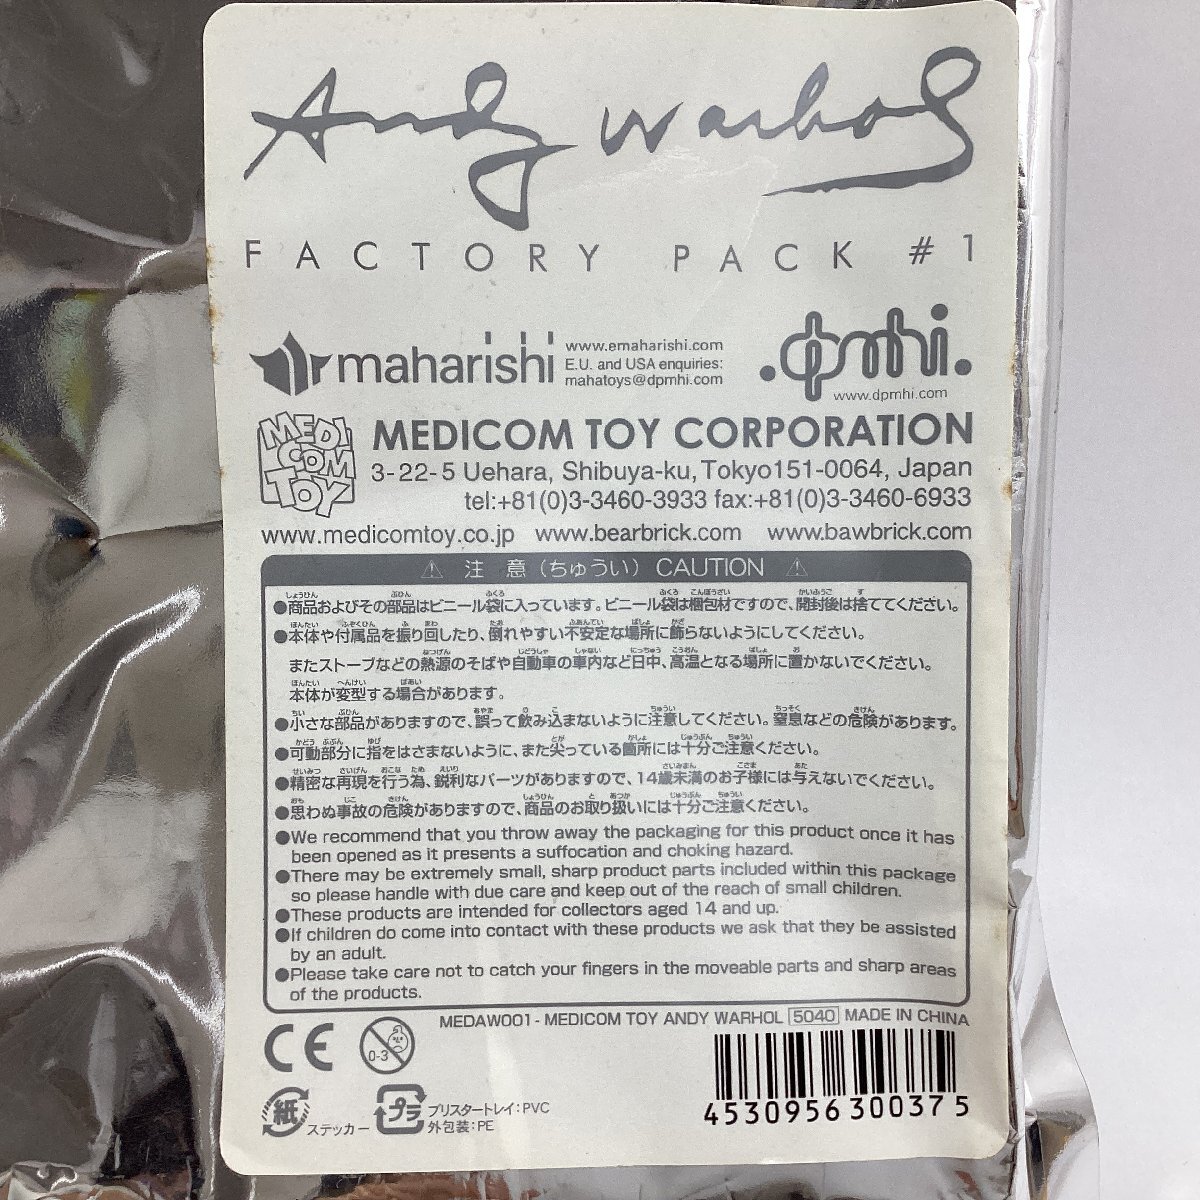 Andy Warhol
FACTORY PACK #1
maharishi
www.emaharishi.com
E.U. and USA enquiries:
mahatoys@dpmhi.com
.dpmhi.
www.dpmhi.com
MEDI COM TOY
MEDICOM TOY CORPORATION
3-22-5 Uehara, Shibuya-ku, Tokyo151-0064, Japan
tel:+81(0)3-3460-3933 fax:+81(0)3-3460-6933
www.medicomtoy.co.jp www.bearbrick.com www.bawbrick.com
⚠ 注 意(ちゅうい) CAUTION ⚠
●商品およびその部品はビニール袋に入っています。ビニール袋は梱包材ですので、開封後は捨ててください。
●本体や付属品を振り回したり、倒れやすい不安定な場所に飾らないようにしてください。
またストーブなどの熱源のそばや自動車の車内など日中、高温となる場所に置かないでください。
本体が変型する場合があります。
●小さな部品がありますので、誤って飲み込まないように注意してください。窒息などの危険があります。
●可動部分に指をはさまないように、また尖っている箇所には十分ご注意ください。
●精密な再現を行う為、鋭利なパーツがありますので、14歳未満のお子様には与えないでください。
●思わぬ事故の危険がありますので、商品のお取り扱いには十分ご注意ください。
●We recommend that you throw away the packaging for this product once it has
been opened as it presents a suffocation and choking hazard.
●There may be extremely small, sharp product parts included within this package
so please handle with due care and keep out of the reach of small children.
●These products are intended for collectors aged 14 and up.
●If children do come into contact with these products we ask that they be assisted
by an adult.
●Please take care not to catch your fingers in the moveable parts and sharp areas
of the products.
CE
0-3
MEDAW001-MEDICOM TOY ANDY WARHOL 5040 MADE IN CHINA
紙
ステッカー
プラ
ブリスタートレイ:PVC
外包装:PE
4530956300375